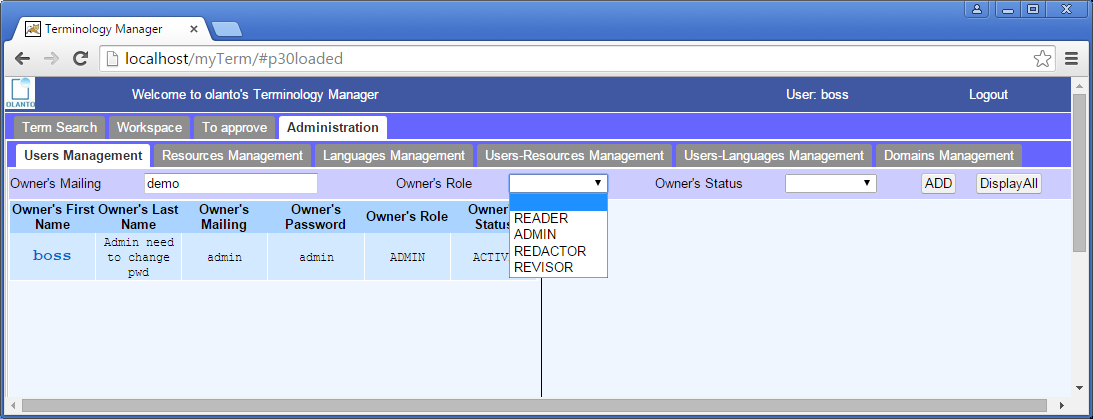 Terminology Manager
localhost/myTerm/#p30loaded
OLANTO
Welcome to olanto's Terminology Manager User: boss Logout
Term Search Workspace To approve Administration
Users Management Resources Management Languages Management Users-Resources Management Users-Languages Management Domains Management
Owner's Mailing demo Owner's Role Owner's Status ADD DisplayAll
Owner's First Name Owner's Last Name Owner's Mailing Owner's Password Owner's Role Owner' Status
boss Admin need to change pwd admin admin ADMIN ACTIV
READER
ADMIN
REDACTOR
REVISOR